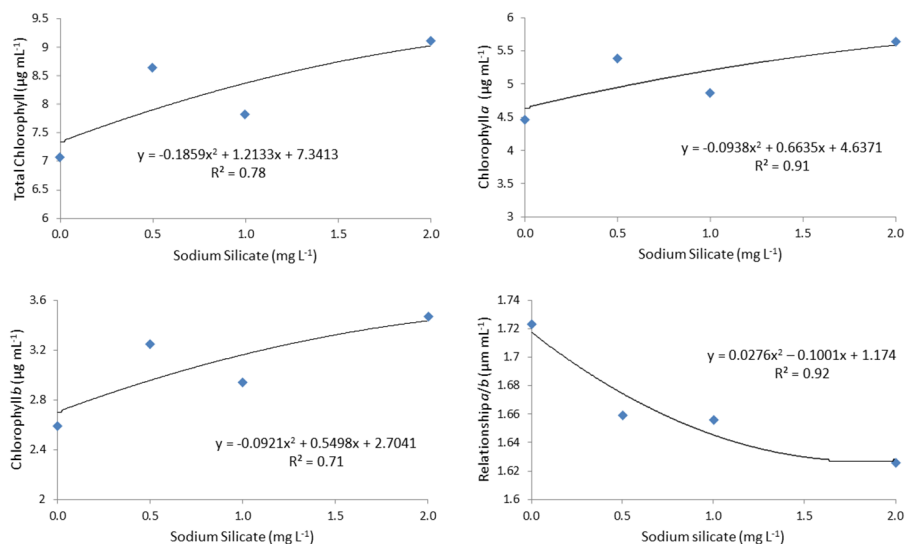 Total Chlorophyll (µg mL⁻¹)
9.5
9
8.5
8
7.5
7
6.5
6
y = -0.1859x² + 1.2133x + 7.3413
R² = 0.78
0.0 0.5 1.0 1.5 2.0
Sodium Silicate (mg L⁻¹)
Chlorophyll a (µg mL⁻¹)
6
5.5
5
4.5
4
3.5
3
y = -0.0938x² + 0.6635x + 4.6371
R² = 0.91
0.0 0.5 1.0 1.5 2.0
Sodium Silicate (mg L⁻¹)
Chlorophyll b (µg mL⁻¹)
3.6
3.2
2.8
2.4
2
y = -0.0921x² + 0.5498x + 2.7041
R² = 0.71
0.0 0.5 1.0 1.5 2.0
Sodium Silicate (mg L⁻¹)
Relationship a/b (µm mL⁻¹)
1.74
1.72
1.7
1.68
1.66
1.64
1.62
1.6
y = 0.0276x² – 0.1001x + 1.174
R² = 0.92
0.0 0.5 1.0 1.5 2.0
Sodium silicate (mg L⁻¹)